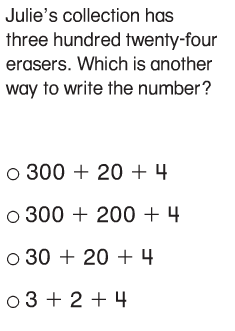 Julie's collection has
three hundred twenty-four
erasers. Which is another
way to write the number?
300 + 20 + 4
300 + 200 + 4
30 + 20 + 4
3 + 2 + 4